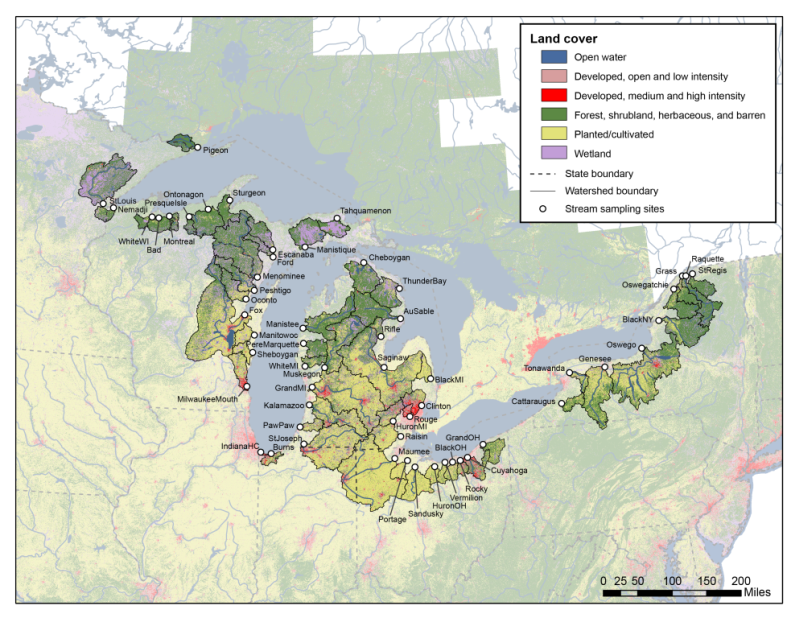 Land cover
Open water
Developed, open and low intensity
Developed, medium and high intensity
Forest, shrubland, herbaceous, and barren
Planted/cultivated
Wetland
State boundary
Watershed boundary
Stream sampling sites
Pigeon
Ontonagon
Sturgeon
PresqueIsle
StLouis
Nemadji
Tahquamenon
WhiteWI
Montreal
Bad
Manistique
Escanaba
Ford
Cheboygan
Menominee
ThunderBay
Peshtigo
Oconto
Fox
AuSable
Manistee
Rifle
Manitowoc
PereMarquette
Sheboygan
Saginaw
WhiteMI
Muskegon
BlackMI
GrandMI
MilwaukeeMouth
Kalamazoo
Clinton
Rouge
PawPaw
HuronMI
Raisin
StJoseph
Burns
IndianaHC
Maumee
GrandOH
BlackOH
Cuyahoga
Rocky
Vermilion
HuronOH
Sandusky
Portage
Raquette
Grass
StRegis
Oswegatchie
BlackNY
Oswego
Genesee
Tonawanda
Cattaraugus
0 25 50 100 150 200
Miles